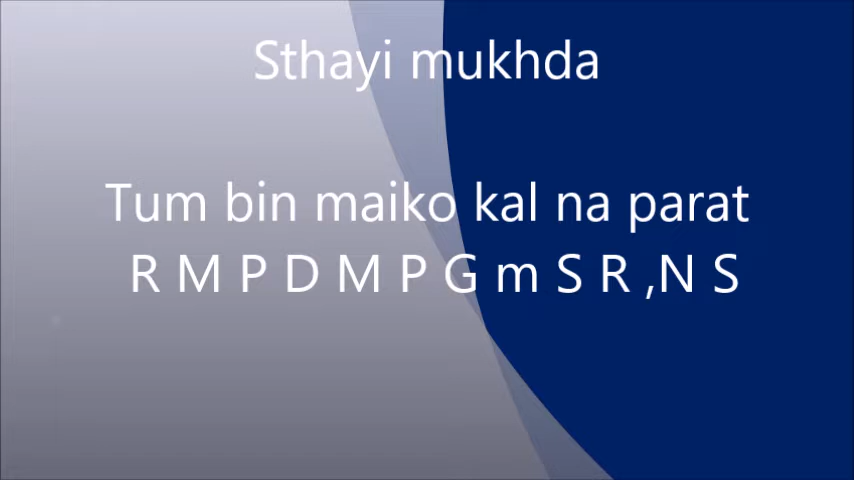 Sthayi mukhda
Tum bin maiko kal na parat
R M P D M P G m S R ,N S